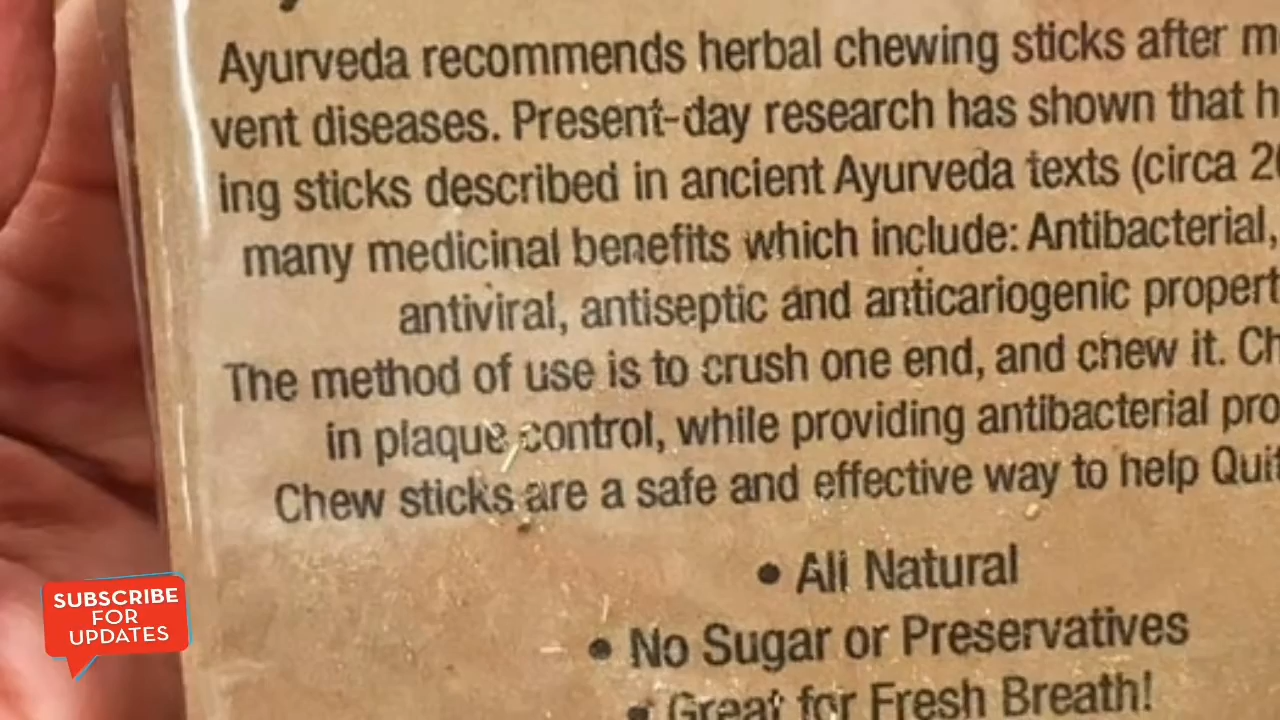 Ayurveda recommends herbal chewing sticks after m
vent diseases. Present-day research has shown that h
ing sticks described in ancient Ayurveda texts (circa 20
many medicinal benefits which include: Antibacterial,
antiviral, antiseptic and anticariogenic propert
The method of use is to crush one end, and chew it. Ch
in plaque control, while providing antibacterial pro
Chew sticks are a safe and effective way to help Quit
• All Natural
• No Sugar or Preservatives
• Great for Fresh Breath!
SUBSCRIBE
FOR
UPDATES